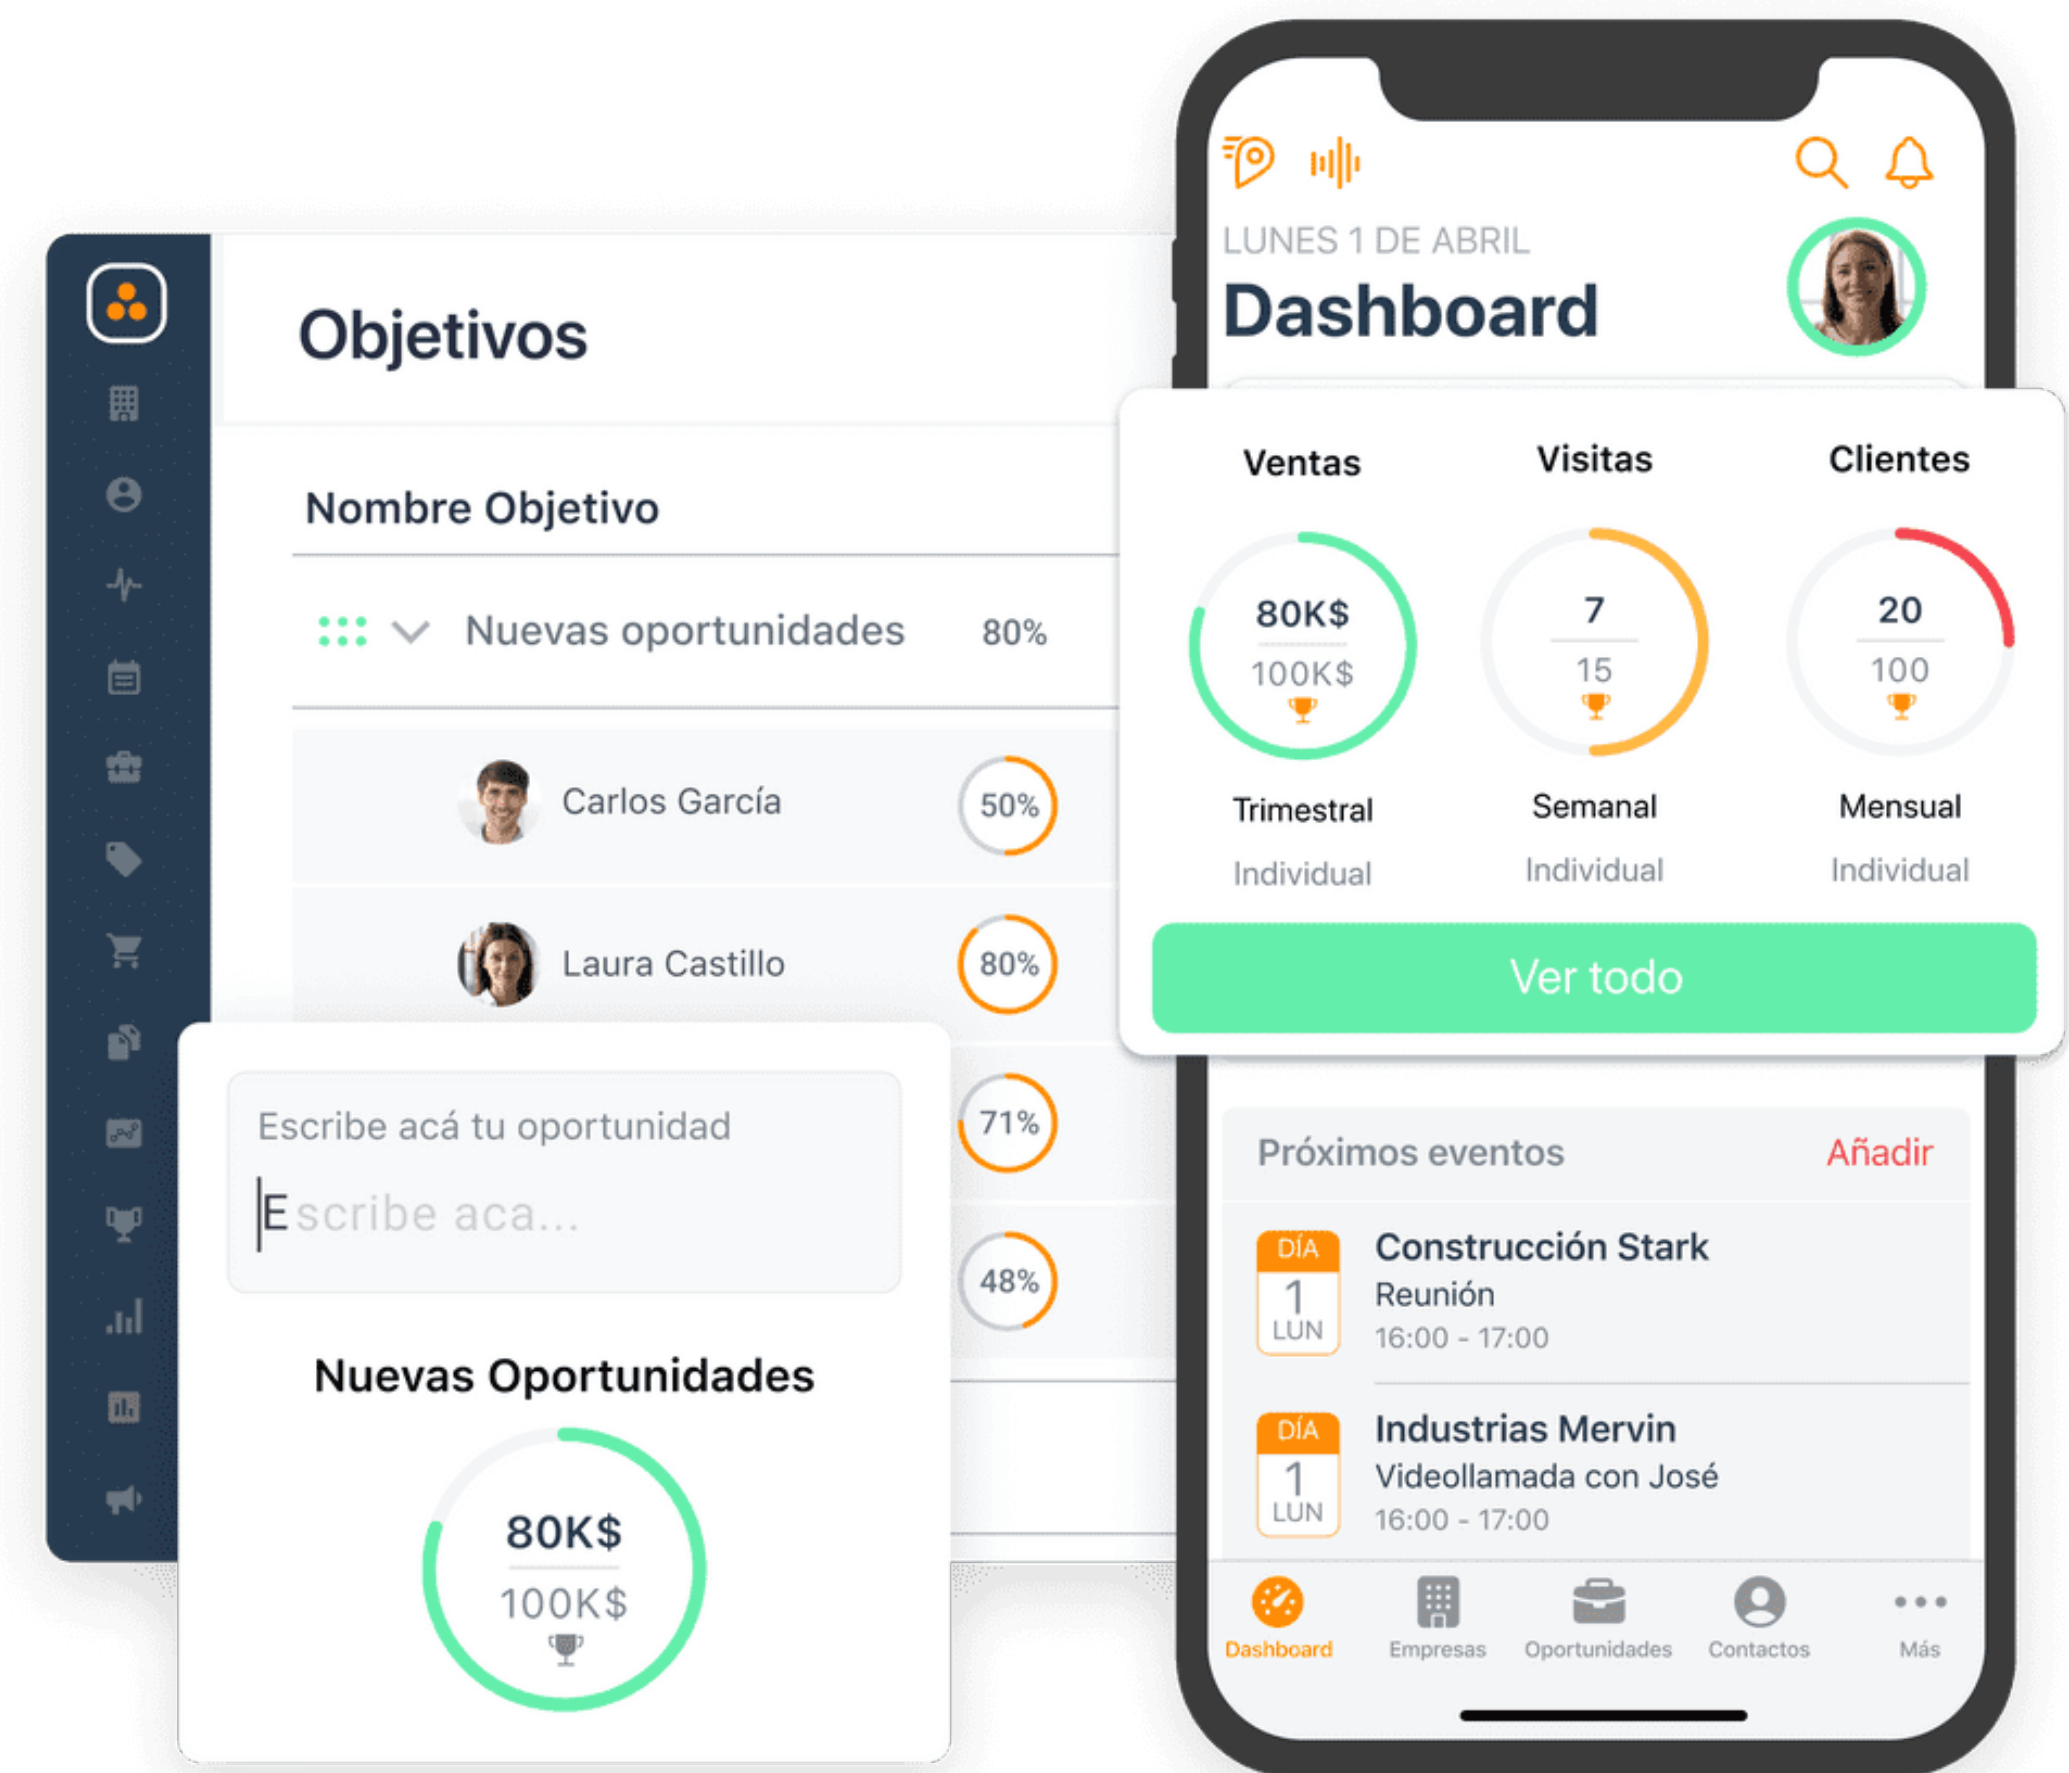 Objetivos
Nombre Objetivo
Nuevas oportunidades 80%
Carlos García 50%
Laura Castillo 80%
71%
48%
Escribe acá tu oportunidad
Escribe aca...
Nuevas Oportunidades
80K$
100K$
LUNES 1 DE ABRIL
Dashboard
Ventas Visitas Clientes
80K$ 7 20
100K$ 15 100
Trimestral Semanal Mensual
Individual Individual Individual
Ver todo
Próximos eventos Añadir
DÍA
1
LUN
Construcción Stark
Reunión
16:00 - 17:00
DÍA
1
LUN
Industrias Mervin
Videollamada con José
16:00 - 17:00
Dashboard Empresas Oportunidades Contactos Más